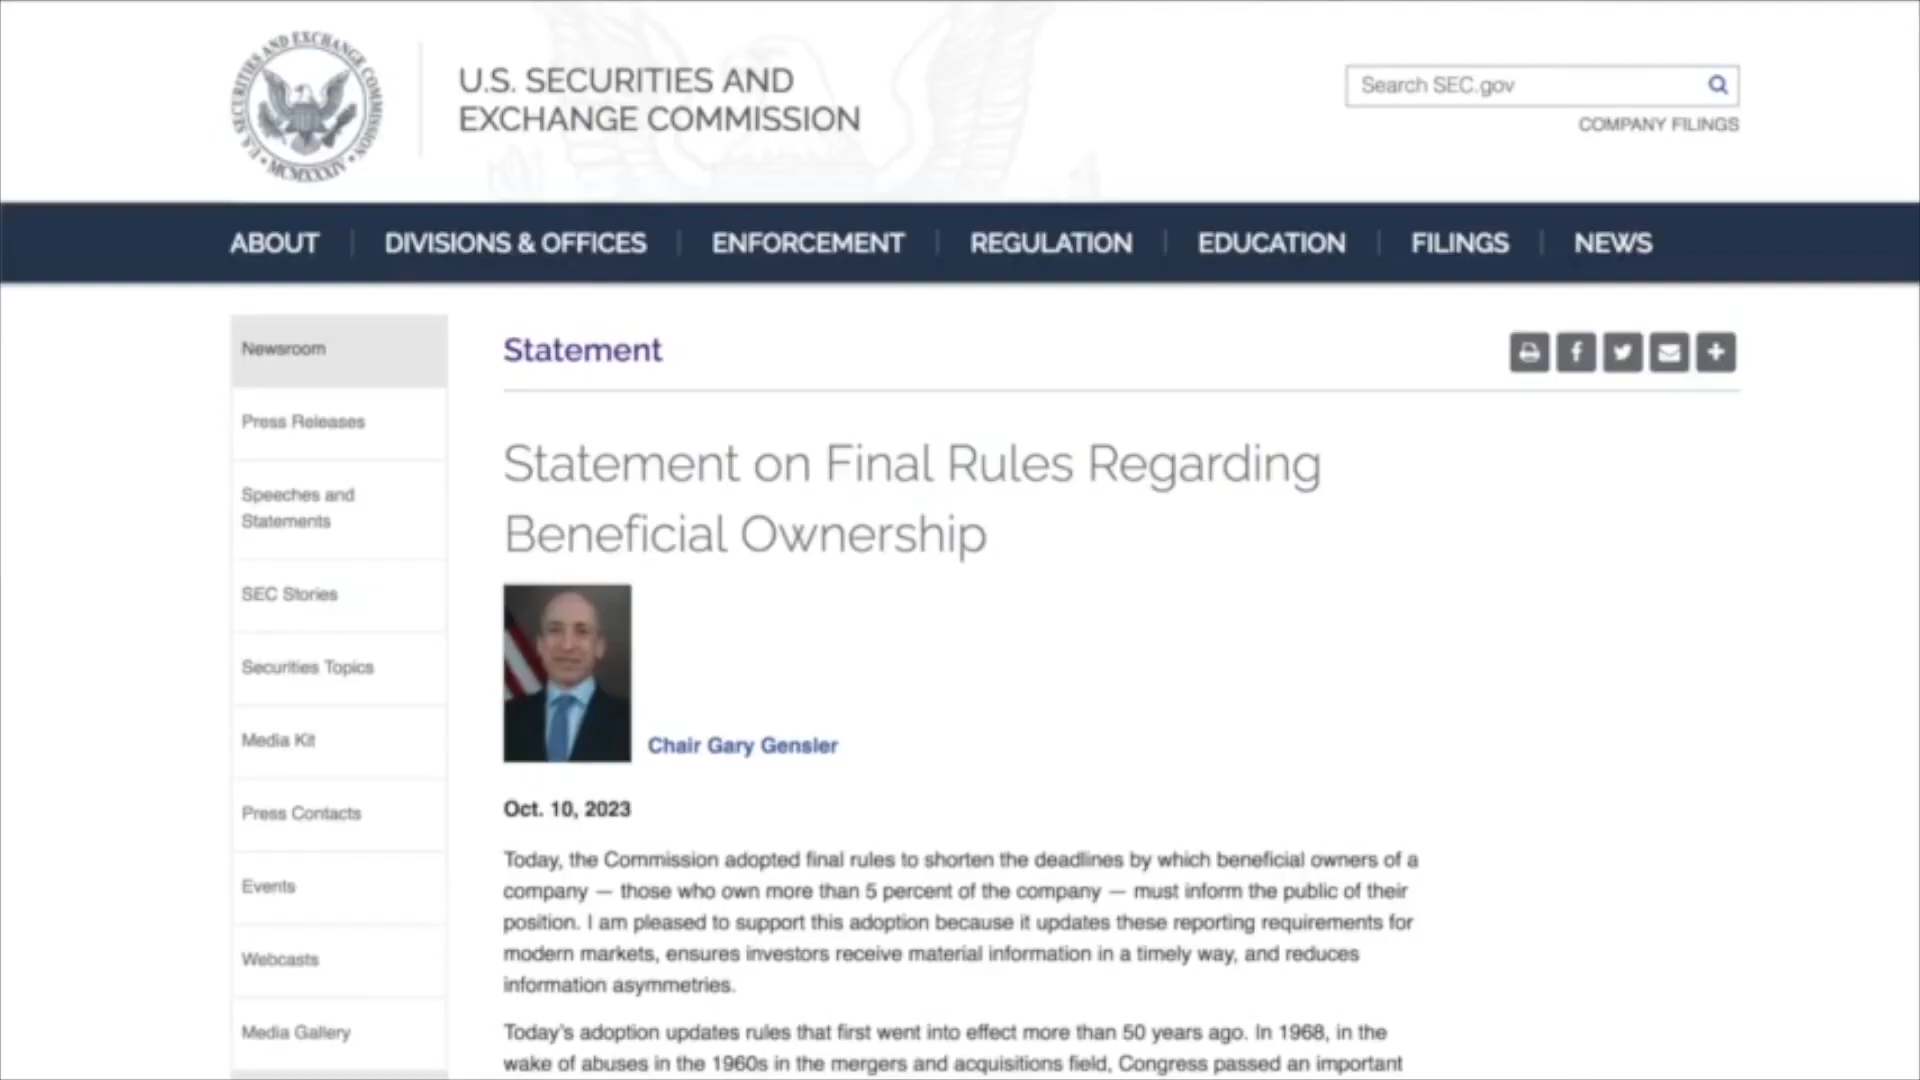 U.S. SECURITIES AND EXCHANGE COMMISSION
MCMXXXIV
U.S. SECURITIES AND
EXCHANGE COMMISSION
Search SEC.gov
COMPANY FILINGS
ABOUT
DIVISIONS & OFFICES
ENFORCEMENT
REGULATION
EDUCATION
FILINGS
NEWS
Newsroom
Press Releases
Speeches and
Statements
SEC Stories
Securities Topics
Media Kit
Press Contacts
Events
Webcasts
Media Gallery
Statement
Statement on Final Rules Regarding
Beneficial Ownership
Chair Gary Gensler
Oct. 10, 2023
Today, the Commission adopted final rules to shorten the deadlines by which beneficial owners of a
company — those who own more than 5 percent of the company — must inform the public of their
position. I am pleased to support this adoption because it updates these reporting requirements for
modern markets, ensures investors receive material information in a timely way, and reduces
information asymmetries.
Today's adoption updates rules that first went into effect more than 50 years ago. In 1968, in the
wake of abuses in the 1960s in the mergers and acquisitions field, Congress passed an important